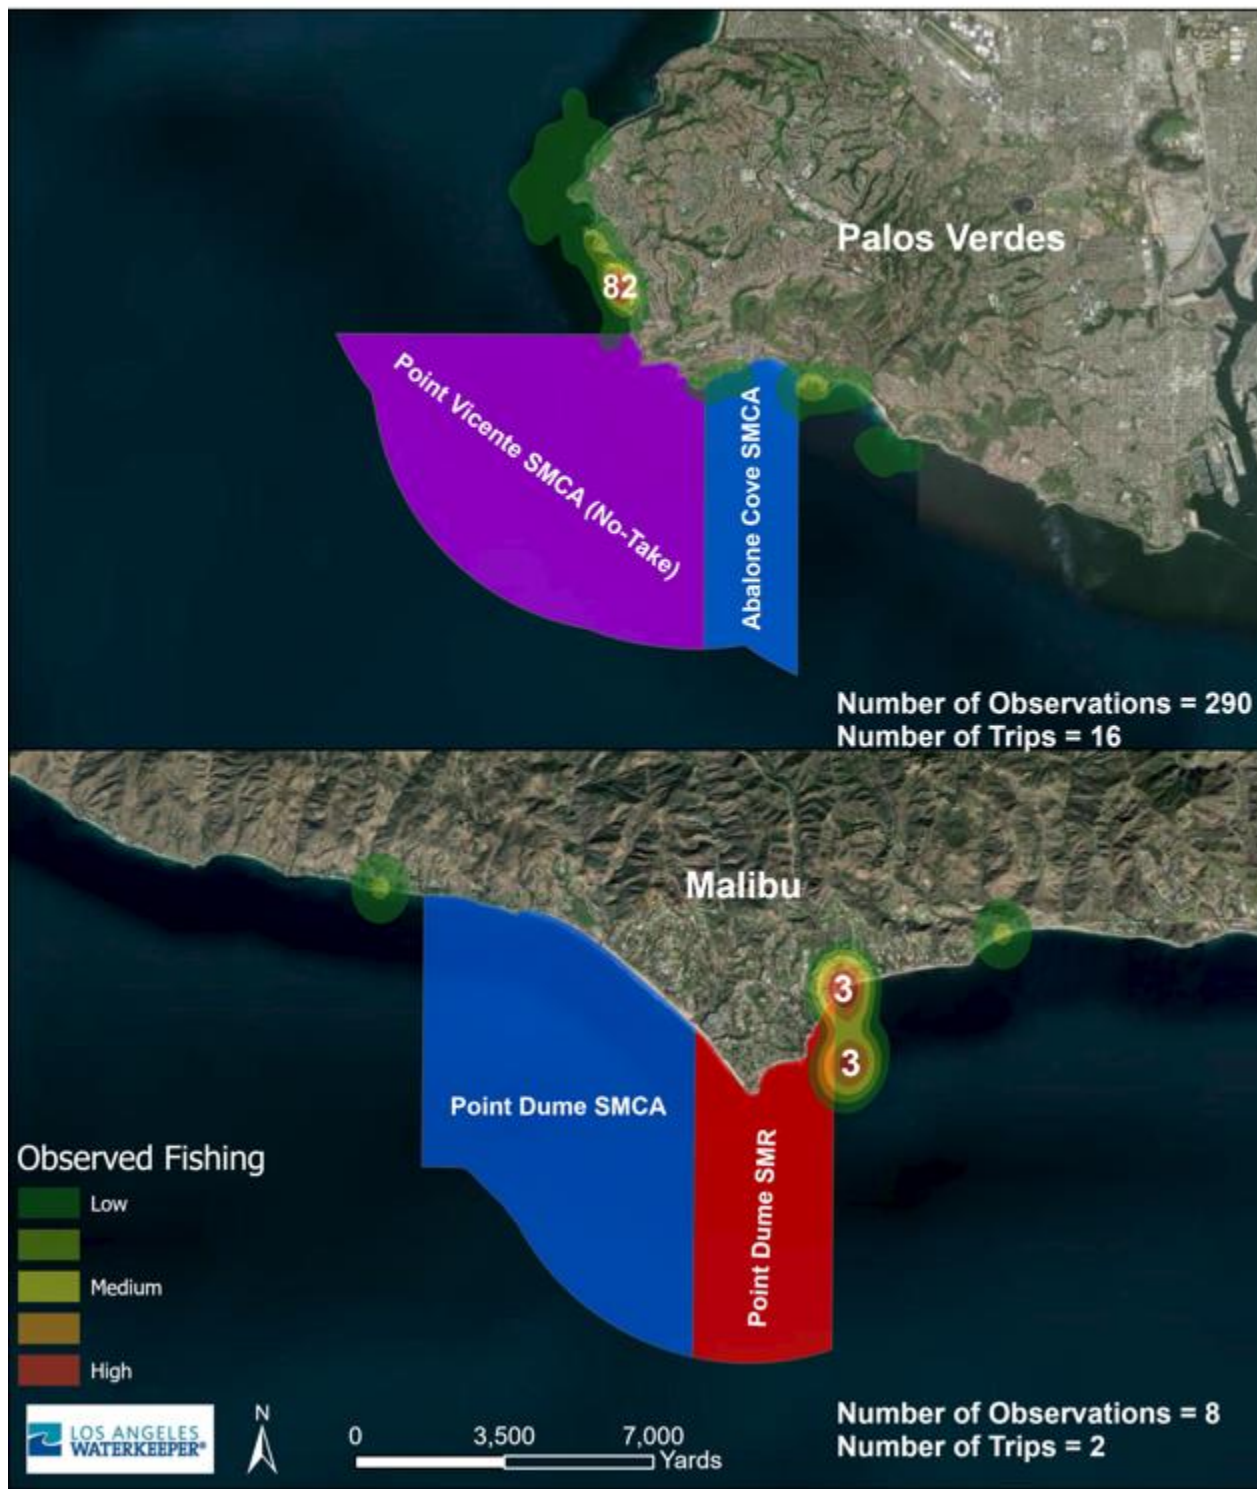 Palos Verdes
82
Point Vicente SMCA (No-Take)
Abalone Cove SMCA
Number of Observations = 290
Number of Trips = 16
Malibu
3
3
Point Dume SMCA
Point Dume SMR
Observed Fishing
Low
Medium
High
LOS ANGELES
WATERKEEPER®
N
0 3,500 7,000
Yards
Number of Observations = 8
Number of Trips = 2